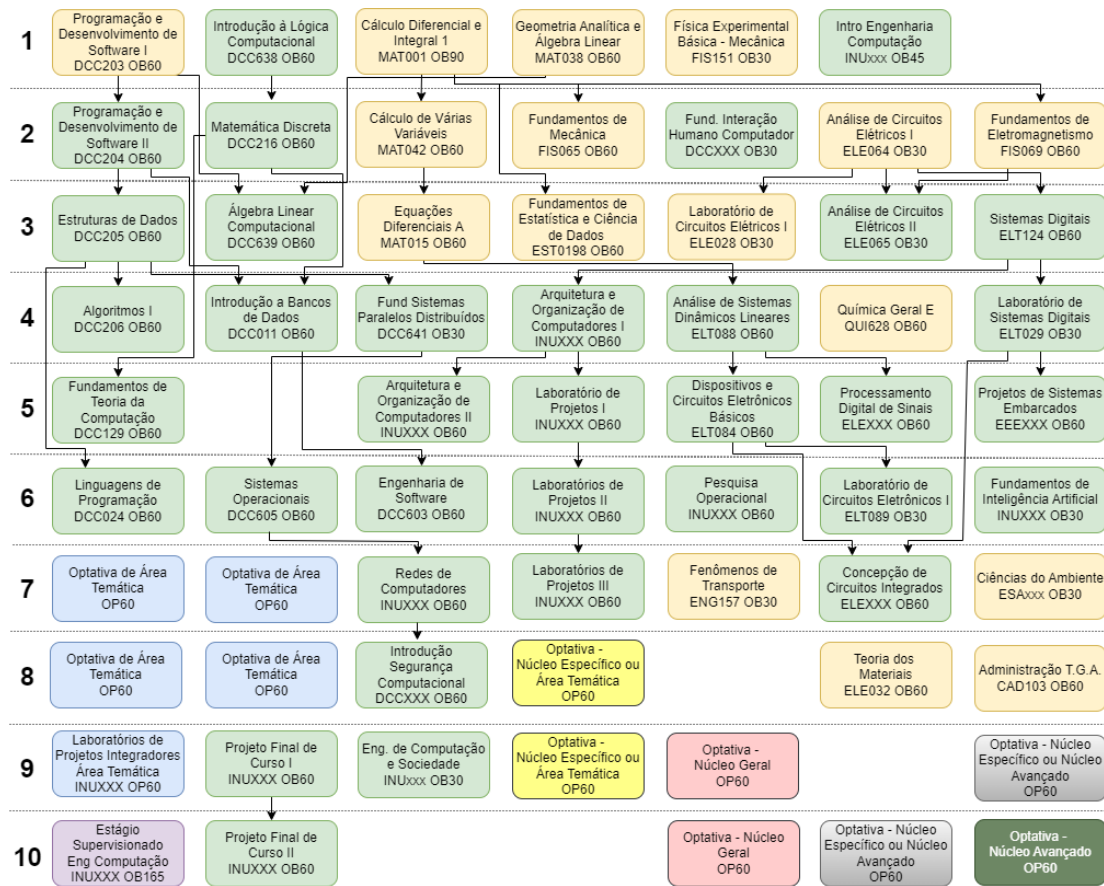 1
Programação e
Desenvolvimento de
Software I
DCC203 OB60
Introdução à Lógica
Computacional
DCC638 OB60
Cálculo Diferencial e
Integral 1
MAT001 OB90
Geometria Analítica e
Álgebra Linear
MAT038 OB60
Física Experimental
Básica - Mecânica
FIS151 OB30
Intro Engenharia
Computação
INUxxx OB45
2
Programação e
Desenvolvimento de
Software II
DCC204 OB60
Matemática Discreta
DCC216 OB60
Cálculo de Várias
Variáveis
MAT042 OB60
Fundamentos de
Mecânica
FIS065 OB60
Fund. Interação
Humano Computador
DCCXXX OB30
Análise de Circuitos
Elétricos I
ELE064 OB30
Fundamentos de
Eletromagnetismo
FIS069 OB60
3
Estruturas de Dados
DCC205 OB60
Álgebra Linear
Computacional
DCC639 OB60
Equações
Diferenciais A
MAT015 OB60
Fundamentos de
Estatística e Ciência
de Dados
EST0198 OB60
Laboratório de
Circuitos Elétricos I
ELE028 OB30
Análise de Circuitos
Elétricos II
ELE065 OB30
Sistemas Digitais
ELT124 OB60
4
Algoritmos I
DCC206 OB60
Introdução a Bancos
de Dados
DCC011 OB60
Fund Sistemas
Paralelos Distribuídos
DCC641 OB30
Arquitetura e
Organização de
Computadores I
INUXXX OB60
Análise de Sistemas
Dinâmicos Lineares
ELT088 OB60
Química Geral E
QUI628 OB60
Laboratório de
Sistemas Digitais
ELT029 OB30
5
Fundamentos de
Teoria da
Computação
DCC129 OB60
Arquitetura e
Organização de
Computadores II
INUXXX OB60
Laboratório de
Projetos I
INUXXX OB60
Dispositivos e
Circuitos Eletrônicos
Básicos
ELT084 OB60
Processamento
Digital de Sinais
ELEXXX OB60
Projetos de Sistemas
Embarcados
EEEXXX OB60
6
Linguagens de
Programação
DCC024 OB60
Sistemas
Operacionais
DCC605 OB60
Engenharia de
Software
DCC603 OB60
Laboratórios de
Projetos II
INUXXX OB60
Pesquisa
Operacional
INUXXX OB60
Laboratório de
Circuitos Eletrônicos I
ELT089 OB30
Fundamentos de
Inteligência Artificial
INUXXX OB30
7
Optativa de Área
Temática
OP60
Optativa de Área
Temática
OP60
Redes de
Computadores
INUXXX OB60
Laboratórios de
Projetos III
INUXXX OB60
Fenômenos de
Transporte
ENG157 OB30
Concepção de
Circuitos Integrados
ELEXXX OB60
Ciências do Ambiente
ESAxxx OB30
8
Optativa de Área
Temática
OP60
Optativa de Área
Temática
OP60
Introdução
Segurança
Computacional
DCCXXX OB60
Optativa -
Núcleo Específico ou
Área Temática
OP60
Teoria dos
Materiais
ELE032 OB60
Administração T.G.A.
CAD103 OB60
9
Laboratórios de
Projetos Integradores
Área Temática
INUXXX OP60
Projeto Final de
Curso I
INUXXX OB60
Eng. de Computação
e Sociedade
INUxxx OB30
Optativa -
Núcleo Específico ou
Área Temática
OP60
Optativa -
Núcleo Geral
OP60
Optativa - Núcleo
Específico ou Núcleo
Avançado
OP60
10
Estágio
Supervisionado
Eng Computação
INUXXX OB165
Projeto Final de
Curso II
INUXXX OB60
Optativa - Núcleo
Geral
OP60
Optativa - Núcleo
Específico ou Núcleo
Avançado
OP60
Optativa -
Núcleo Avançado
OP60